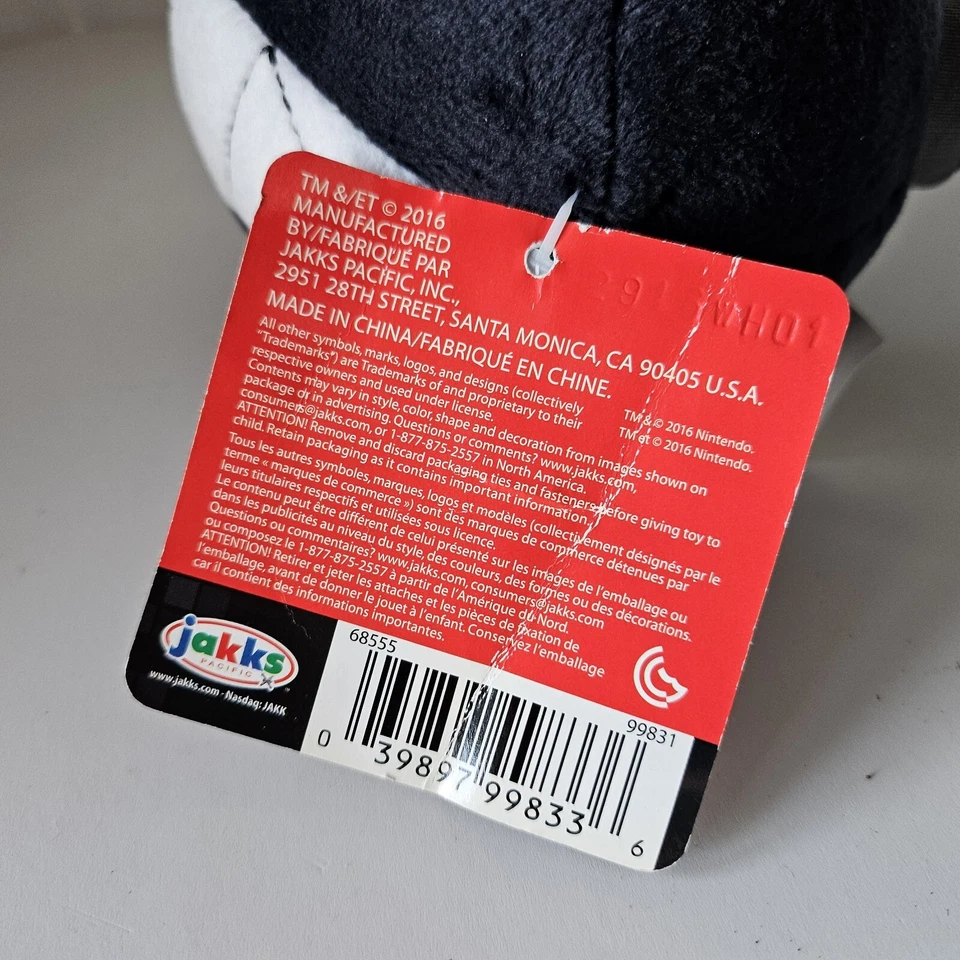 TM &/ET © 2016
MANUFACTURED
BY/FABRIQUÉ PAR
JAKKS PACIFIC, INC.,
2951 28TH STREET, SANTA MONICA, CA 90405 U.S.A.
MADE IN CHINA/FABRIQUÉ EN CHINE.
WH01
TM & © 2016 Nintendo.
TM et © 2016 Nintendo.
All other symbols, marks, logos, and designs (collectively
"Trademarks") are Trademarks of and proprietary to their
respective owners and used under license.
Contents may vary in style, color, shape and decoration from images shown on
package or in advertising. Questions or comments? www.jakks.com,
consumers@jakks.com, or 1-877-875-2557 in North America.
ATTENTION! Remove and discard packaging ties and fasteners before giving toy to
child. Retain packaging as it contains important information.
Tous les autres symboles, marques, logos et modèles (collectivement désignés par le
terme « marques de commerce ») sont des marques de commerce détenues par
leurs titulaires respectifs et utilisées sous licence.
Le contenu peut être différent de celui présenté sur les images de l'emballage ou
dans les publicités au niveau du style, des couleurs, des formes ou des décorations.
Questions ou commentaires? www.jakks.com, consumers@jakks.com
ou composez le 1-877-875-2557 à partir de l'Amérique du Nord.
ATTENTION! Retirer et jeter les attaches et les pièces de fixation de
l'emballage, avant de donner le jouet à l'enfant. Conservez l'emballage
car il contient des informations importantes.
jakks
PACIFIC
™
www.jakks.com · Nasdaq: JAKK
68555
99831
0 39897 99833 6